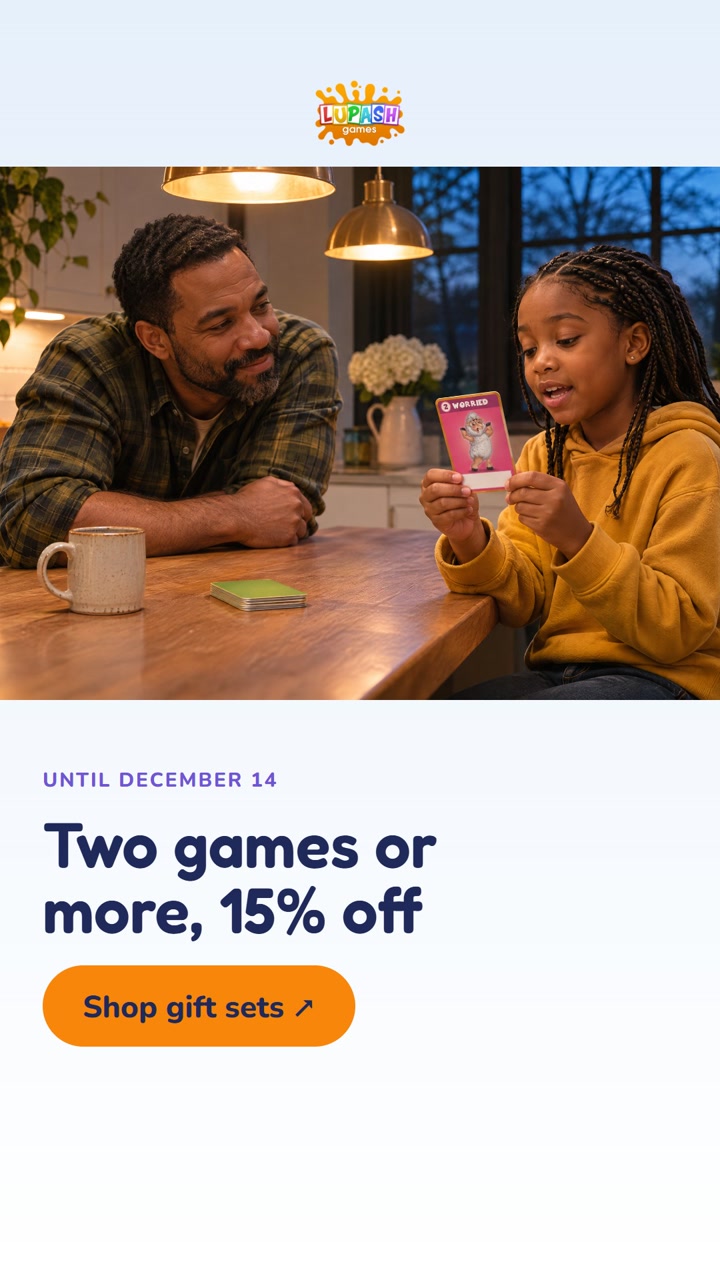 LUPASH
games
2 WORRIED
UNTIL DECEMBER 14
Two games or
more, 15% off
Shop gift sets ↗